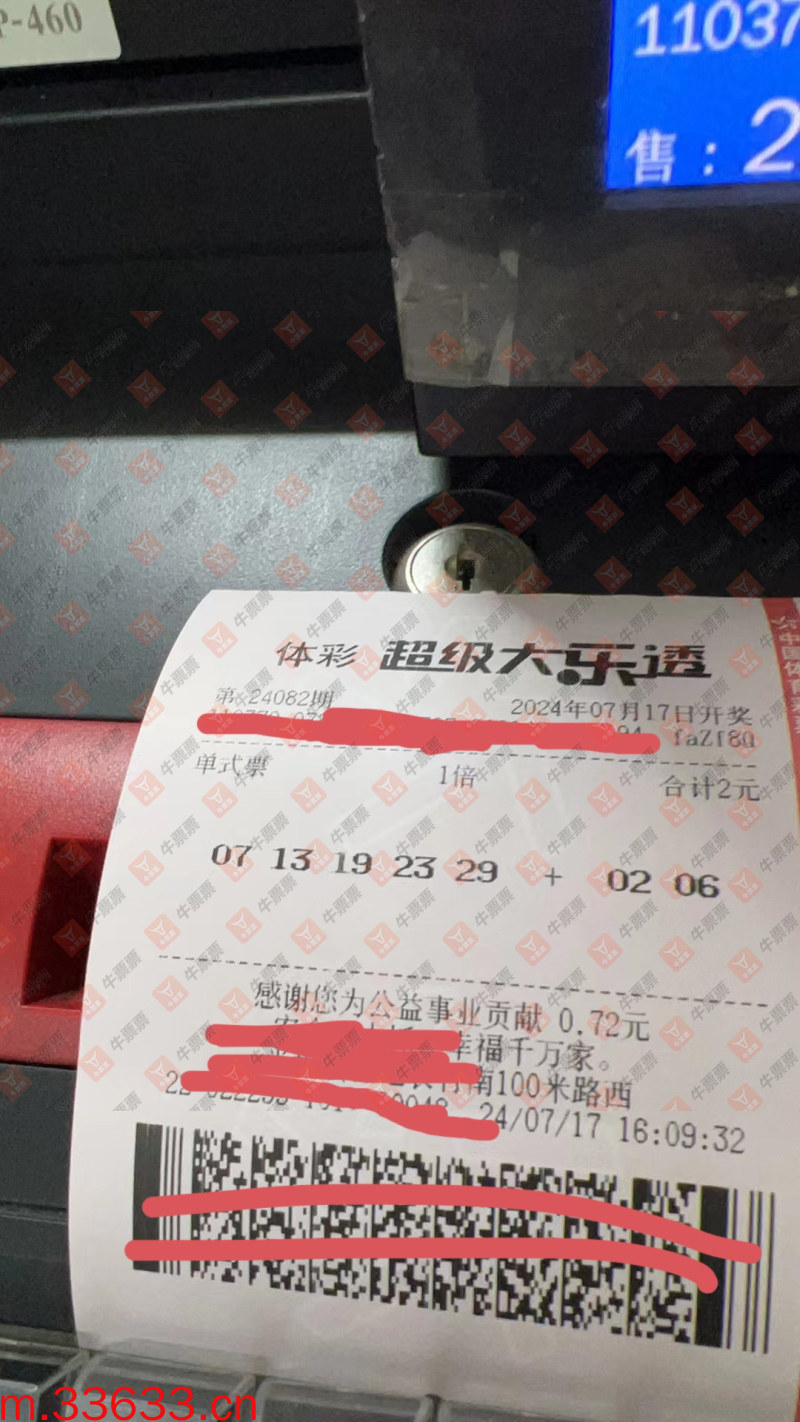 P-460
11037
售：2
体彩 超级大乐透
第 24082期 2024年07月17日开奖
faZf8Q
单式票 1倍 合计2元
07 13 19 23 29 + 02 06
感谢您为公益事业贡献 0.72元
幸福千万家。
南100米路西
24/07/17 16:09:32
牛票票
m.33633.cn